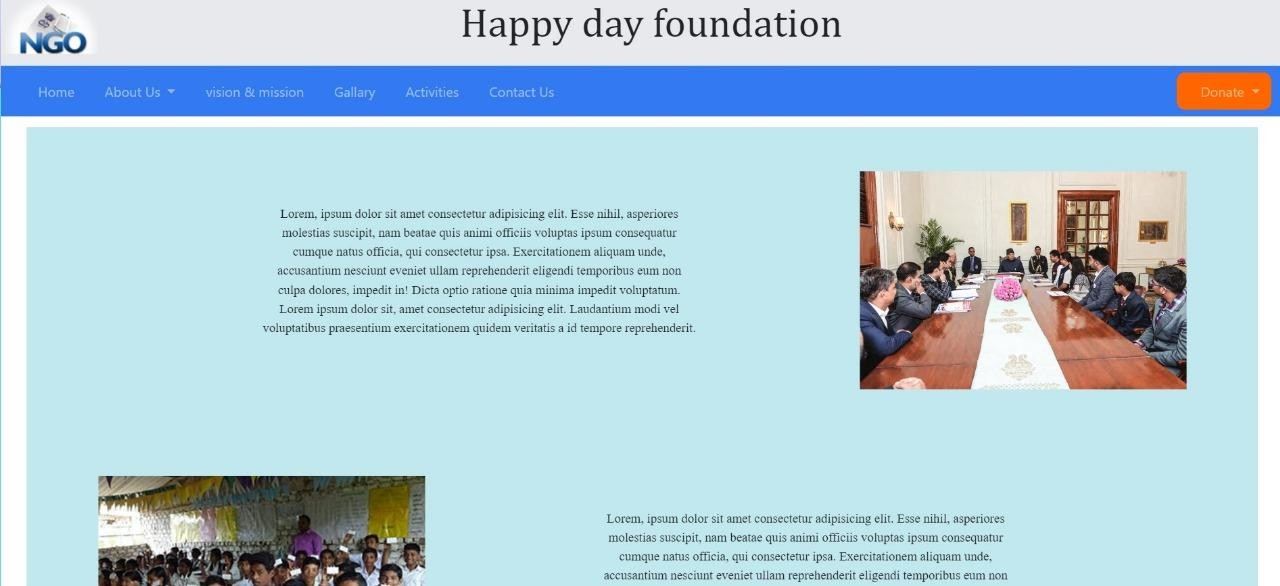 NGO
Happy day foundation
Home About Us vision & mission Gallary Activities Contact Us Donate
Lorem, ipsum dolor sit amet consectetur adipisicing elit. Esse nihil, asperiores
molestias suscipit, nam beatae quis animi officiis voluptas ipsum consequatur
cumque natus officia, qui consectetur ipsa. Exercitationem aliquam unde,
accusantium nesciunt eveniet ullam reprehenderit eligendi temporibus eum non
culpa dolores, impedit in! Dicta optio ratione quia minima impedit voluptatum.
Lorem ipsum dolor sit, amet consectetur adipisicing elit. Laudantium modi vel
voluptatibus praesentium exercitationem quidem veritatis a id tempore reprehenderit.
Lorem, ipsum dolor sit amet consectetur adipisicing elit. Esse nihil, asperiores
molestias suscipit, nam beatae quis animi officiis voluptas ipsum consequatur
cumque natus officia, qui consectetur ipsa. Exercitationem aliquam unde,
accusantium nesciunt eveniet ullam reprehenderit eligendi temporibus eum non